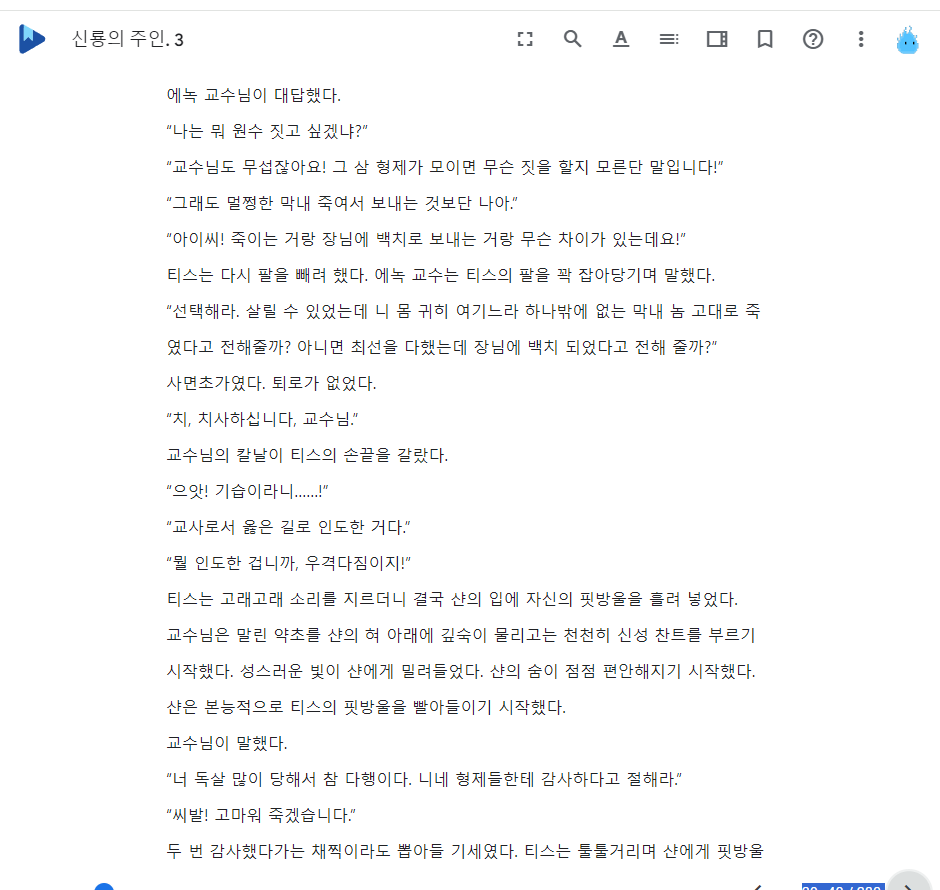 신룡의 주인. 3
에녹 교수님이 대답했다.
“나는 뭐 원수 짓고 싶겠냐?”
“교수님도 무섭잖아요! 그 삼 형제가 모이면 무슨 짓을 할지 모른단 말입니다!”
“그래도 멀쩡한 막내 죽여서 보내는 것보단 나아.”
“아이씨! 죽이는 거랑 장님에 백치로 보내는 거랑 무슨 차이가 있는데요!”
티스는 다시 팔을 빼려 했다. 에녹 교수는 티스의 팔을 꽉 잡아당기며 말했다.
“선택해라. 살릴 수 있었는데 니 몸 귀히 여기느라 하나밖에 없는 막내 놈 고대로 죽
였다고 전해줄까? 아니면 최선을 다했는데 장님에 백치 되었다고 전해 줄까?”
사면초가였다. 퇴로가 없었다.
“치, 치사하십니다, 교수님.”
교수님의 칼날이 티스의 손끝을 갈랐다.
“으앗! 기습이라니......!”
“교사로서 옳은 길로 인도한 거다.”
“뭘 인도한 겁니까, 우격다짐이지!”
티스는 고래고래 소리를 지르더니 결국 샨의 입에 자신의 핏방울을 흘려 넣었다.
교수님은 말린 약초를 샨의 혀 아래에 깊숙이 물리고는 천천히 신성 찬트를 부르기
시작했다. 성스러운 빛이 샨에게 밀려들었다. 샨의 숨이 점점 편안해지기 시작했다.
샨은 본능적으로 티스의 핏방울을 빨아들이기 시작했다.
교수님이 말했다.
“너 독살 많이 당해서 참 다행이다. 니네 형제들한테 감사하다고 절해라.”
“씨발! 고마워 죽겠습니다.”
두 번 감사했다가는 채찍이라도 뽑아들 기세였다. 티스는 툴툴거리며 샨에게 핏방울